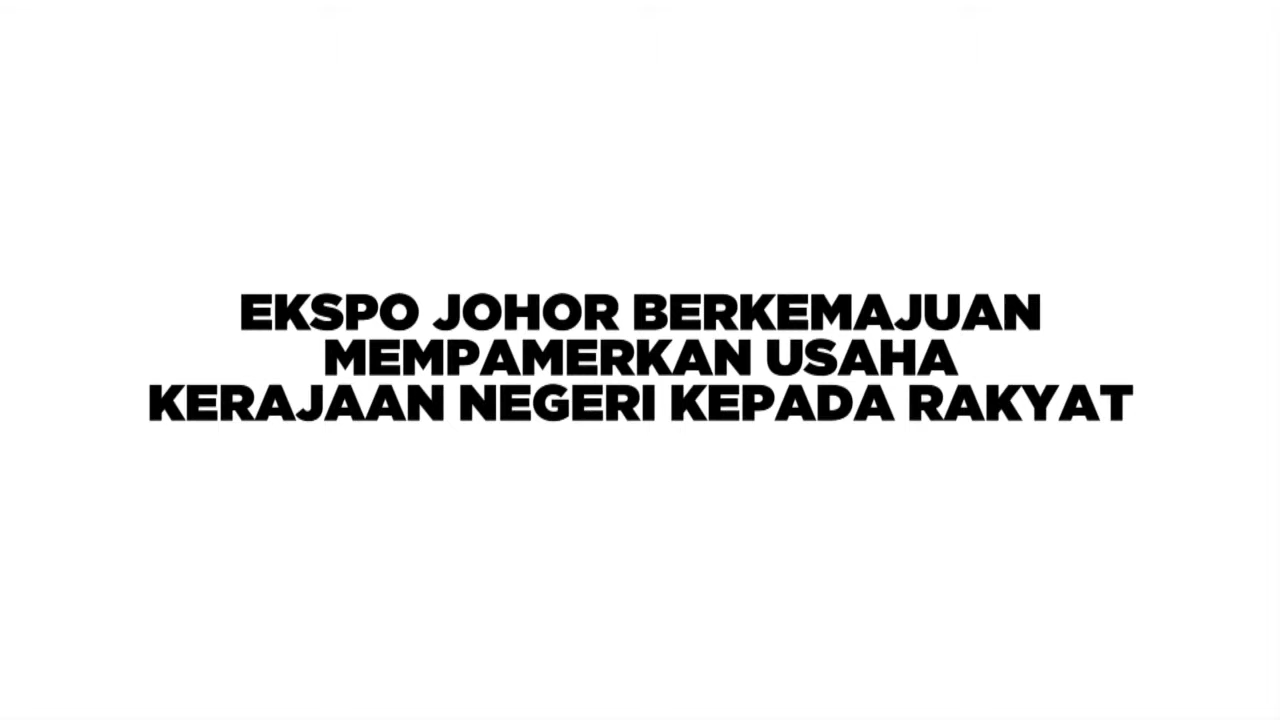 EKSPO JOHOR BERKEMAJUAN
MEMPAMERKAN USAHA
KERAJAAN NEGERI KEPADA RAKYAT